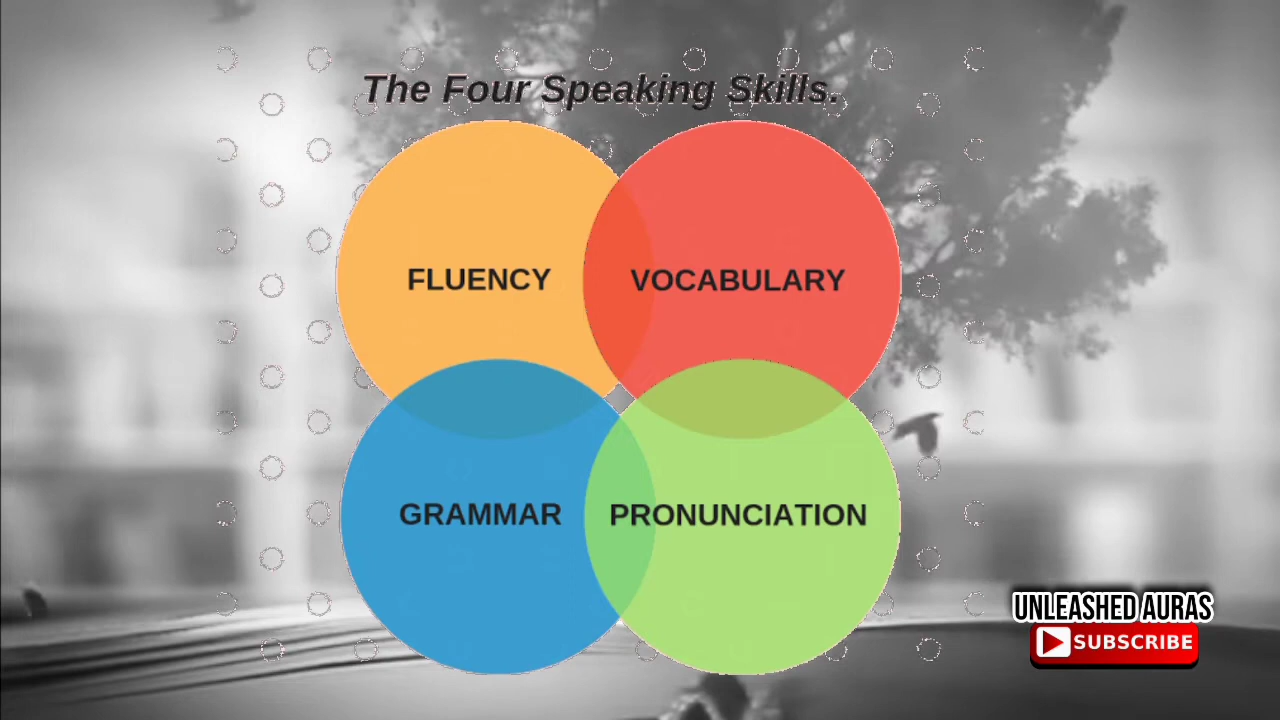 The Four Speaking Skills.
FLUENCY
VOCABULARY
GRAMMAR
PRONUNCIATION
UNLEASHED AURAS
SUBSCRIBE